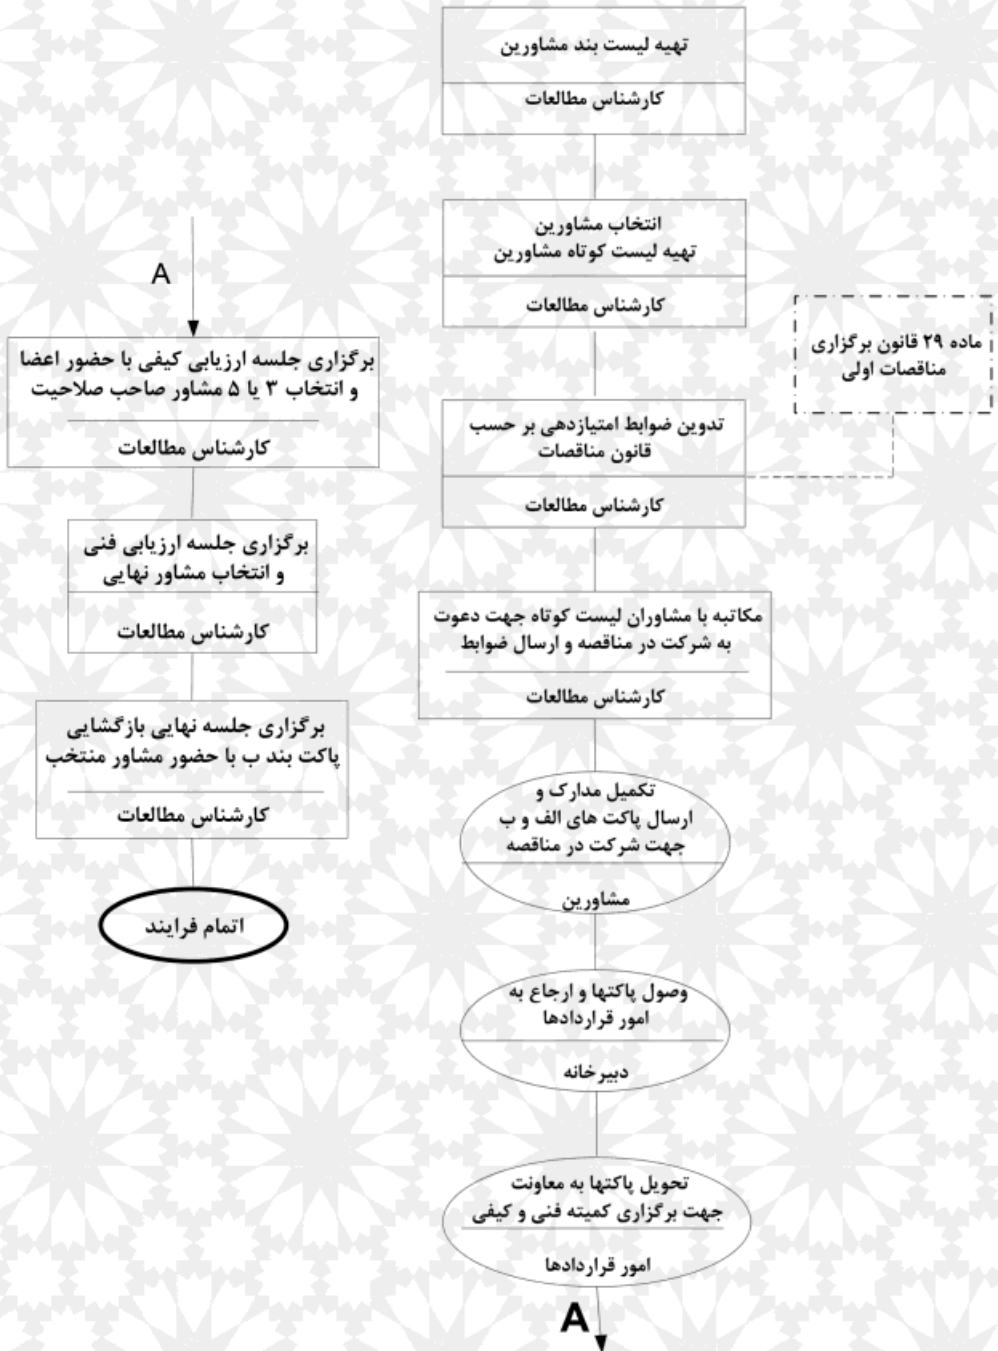 تهیه لیست بند مشاورین
کارشناس مطالعات
انتخاب مشاورین
تهیه لیست کوتاه مشاورین
کارشناس مطالعات
ماده ۲۹ قانون برگزاری
مناقصات اولی
تدوین ضوابط امتیازدهی بر حسب
قانون مناقصات
کارشناس مطالعات
مکاتبه با مشاوران لیست کوتاه جهت دعوت
به شرکت در مناقصه و ارسال ضوابط
کارشناس مطالعات
تکمیل مدارک و
ارسال پاکت های الف و ب
جهت شرکت در مناقصه
مشاورین
وصول پاکتها و ارجاع به
امور قراردادها
دبیرخانه
تحویل پاکتها به معاونت
جهت برگزاری کمیته فنی و کیفی
امور قراردادها
A
A
برگزاری جلسه ارزیابی کیفی با حضور اعضا
و انتخاب ۳ یا ۵ مشاور صاحب صلاحیت
کارشناس مطالعات
برگزاری جلسه ارزیابی فنی
و انتخاب مشاور نهایی
کارشناس مطالعات
برگزاری جلسه نهایی بازگشایی
پاکت بند ب با حضور مشاور منتخب
کارشناس مطالعات
اتمام فرایند